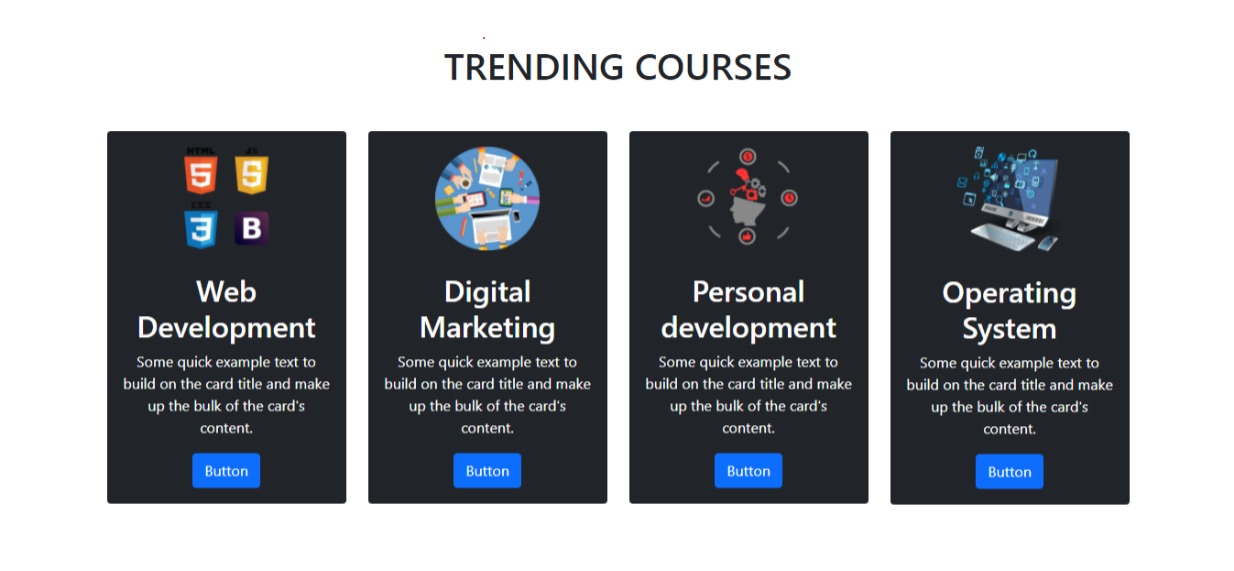 TRENDING COURSES
HTML
JS
5
CSS
3
B
Web
Development
Some quick example text to
build on the card title and make
up the bulk of the card's
content.
Button
Digital
Marketing
Some quick example text to
build on the card title and make
up the bulk of the card's
content.
Button
Personal
development
Some quick example text to
build on the card title and make
up the bulk of the card's
content.
Button
Operating
System
Some quick example text to
build on the card title and make
up the bulk of the card's
content.
Button